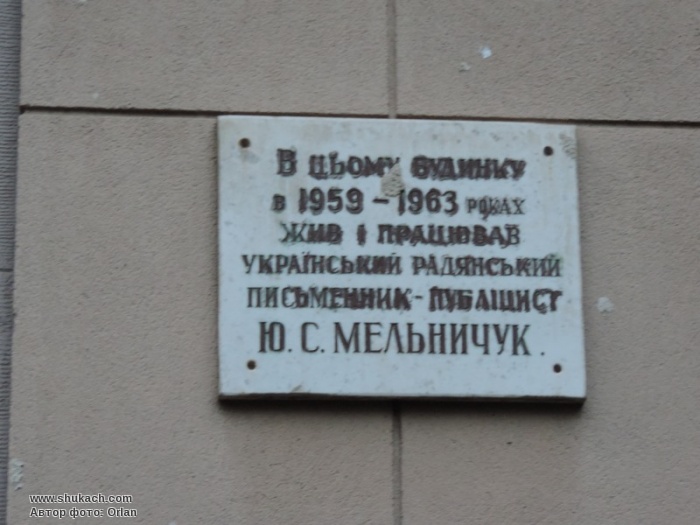 В цьому будинку
в 1959 - 1963 роках
жив і працював
український радянський
письменник - публіцист
Ю. С. Мельничук .
www.shukach.com
Автор фото: Orlan